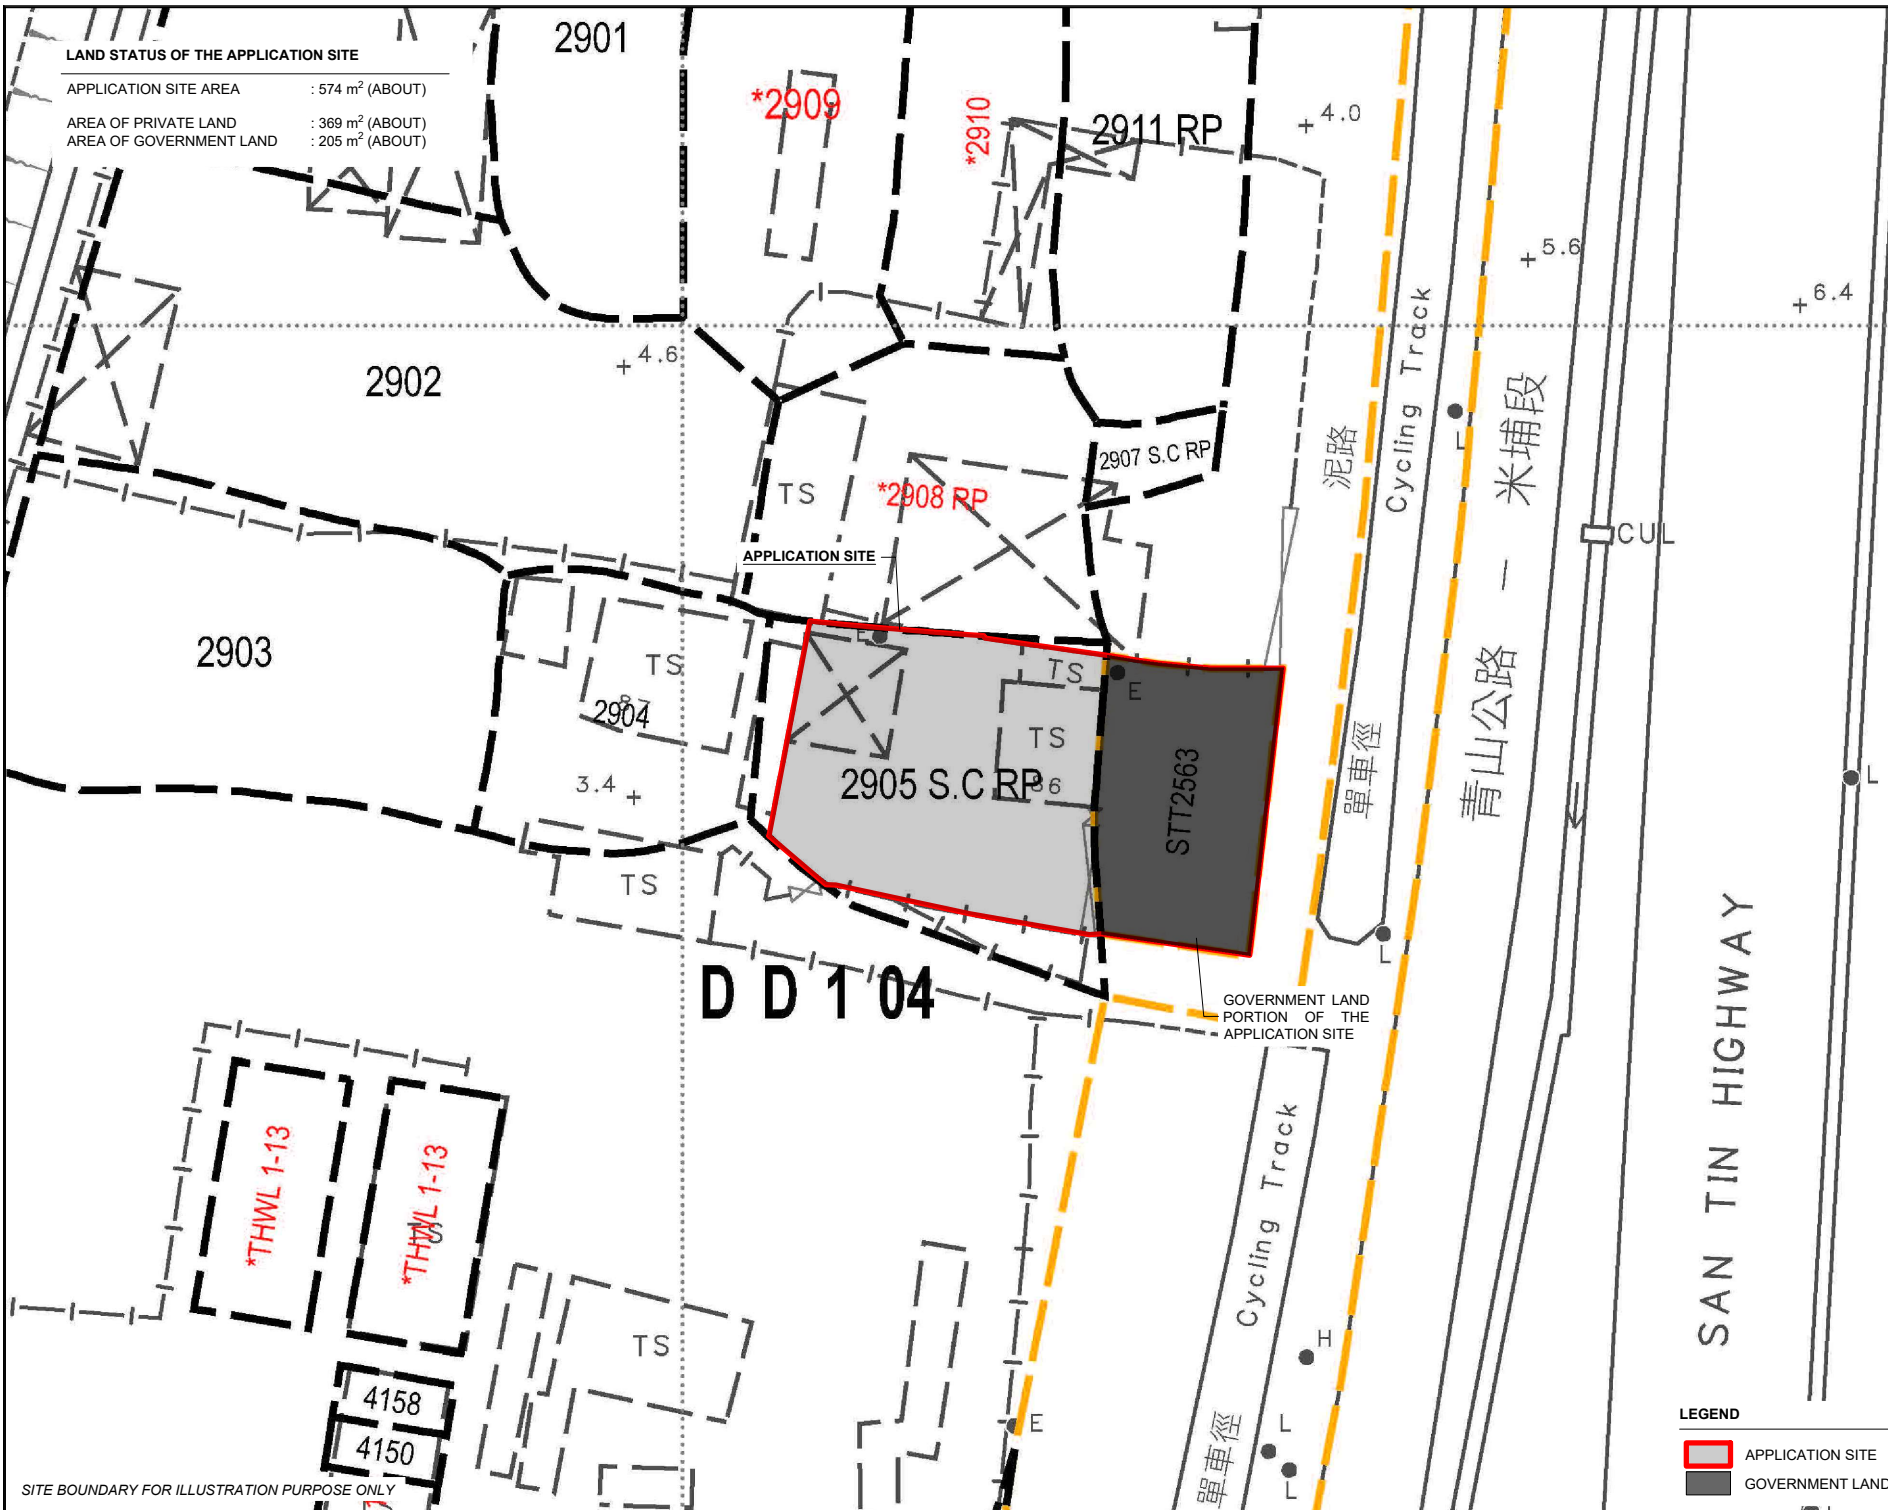 LAND STATUS OF THE APPLICATION SITE
APPLICATION SITE AREA : 574 m² (ABOUT)
AREA OF PRIVATE LAND : 369 m² (ABOUT)
AREA OF GOVERNMENT LAND : 205 m² (ABOUT)
2901
*2909
*2910
2911 RP
4.0
5.6
6.4
4.6
2902
Cycling Track
泥路
米埔段
2907 S.C RP
TS
*2908 RP
CUL
L
APPLICATION SITE
2903
TS
2904
E
TS
E
TS
2905 S.C RP
86
STT2563
單車徑
青山公路 —
L
3.4
TS
L
D D 1 04
GOVERNMENT LAND
PORTION OF THE
APPLICATION SITE
SAN TIN HIGHWAY
*THWL 1-13
*THWL 1-13
TS
Cycling Track
TS
H
E
L
L
單車徑
4158
4150
LEGEND
APPLICATION SITE
GOVERNMENT LAND
SITE BOUNDARY FOR ILLUSTRATION PURPOSE ONLY